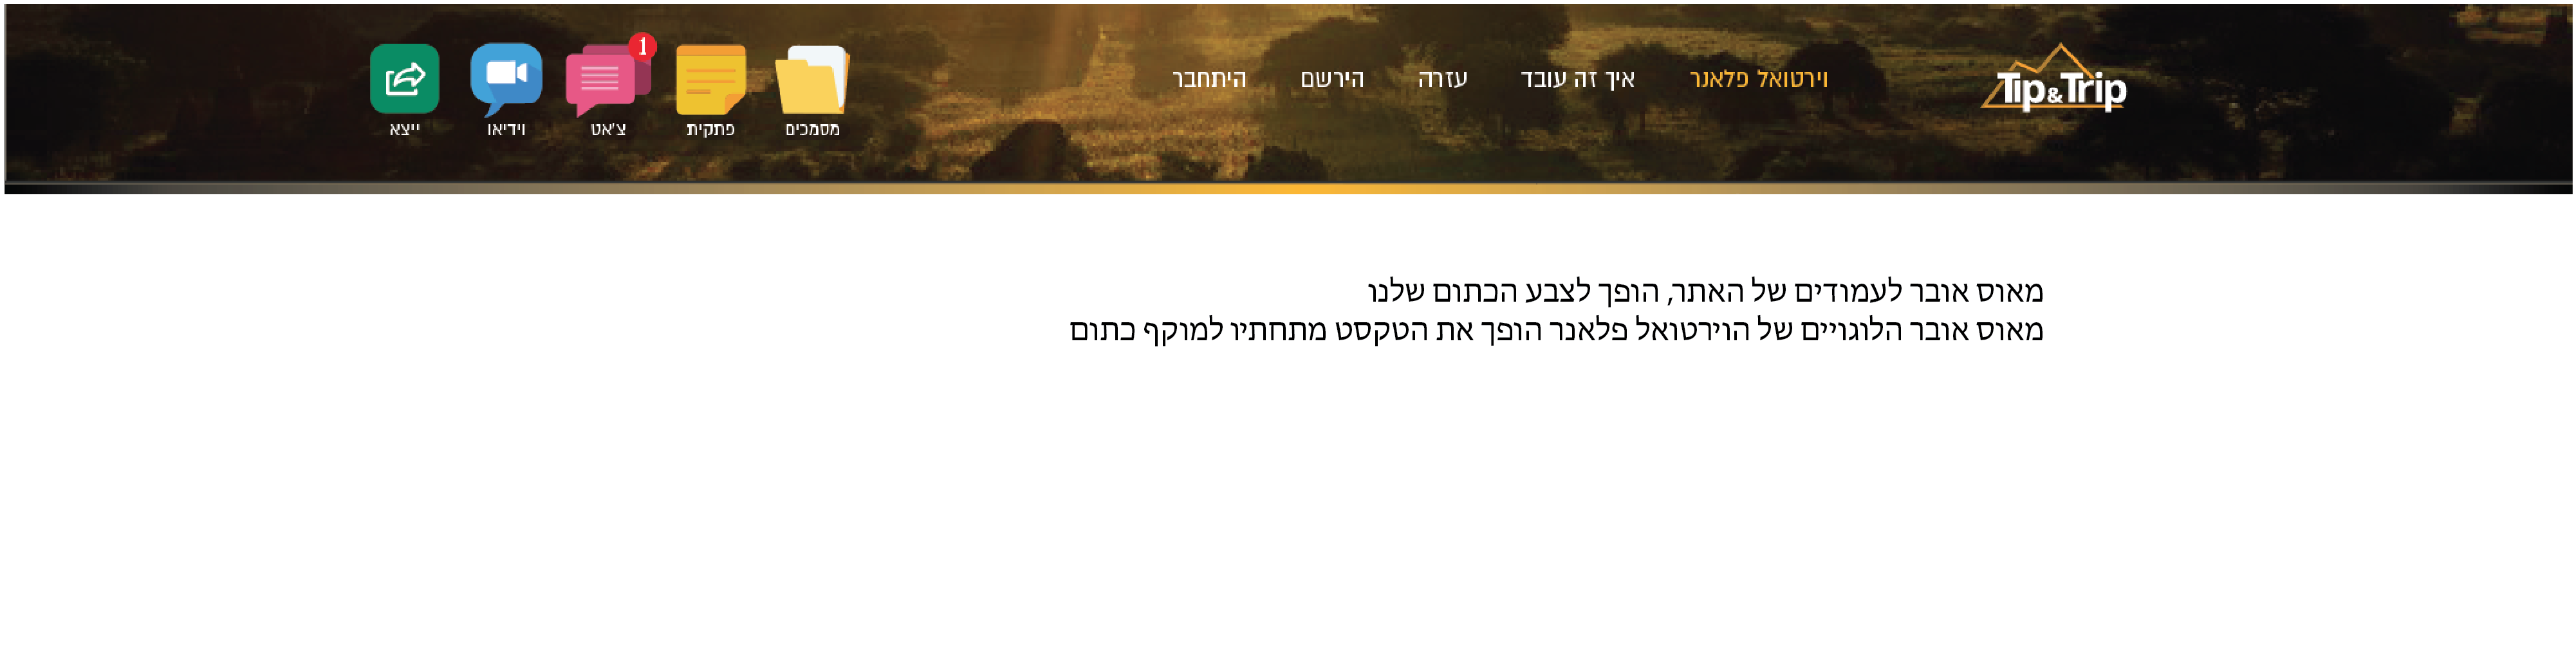 Tip&Trip
וירטואל פלאנר
איך זה עובד
עזרה
הירשם
היתחבר
מסמכים
פתקית
1
צ'אט
וידיאו
ייצא
מאוס אובר לעמודים של האתר, הופך לצבע הכתום שלנו
מאוס אובר הלוגויים של הוירטואל פלאנר הופך את הטקסט מתחתיו למוקף כתום